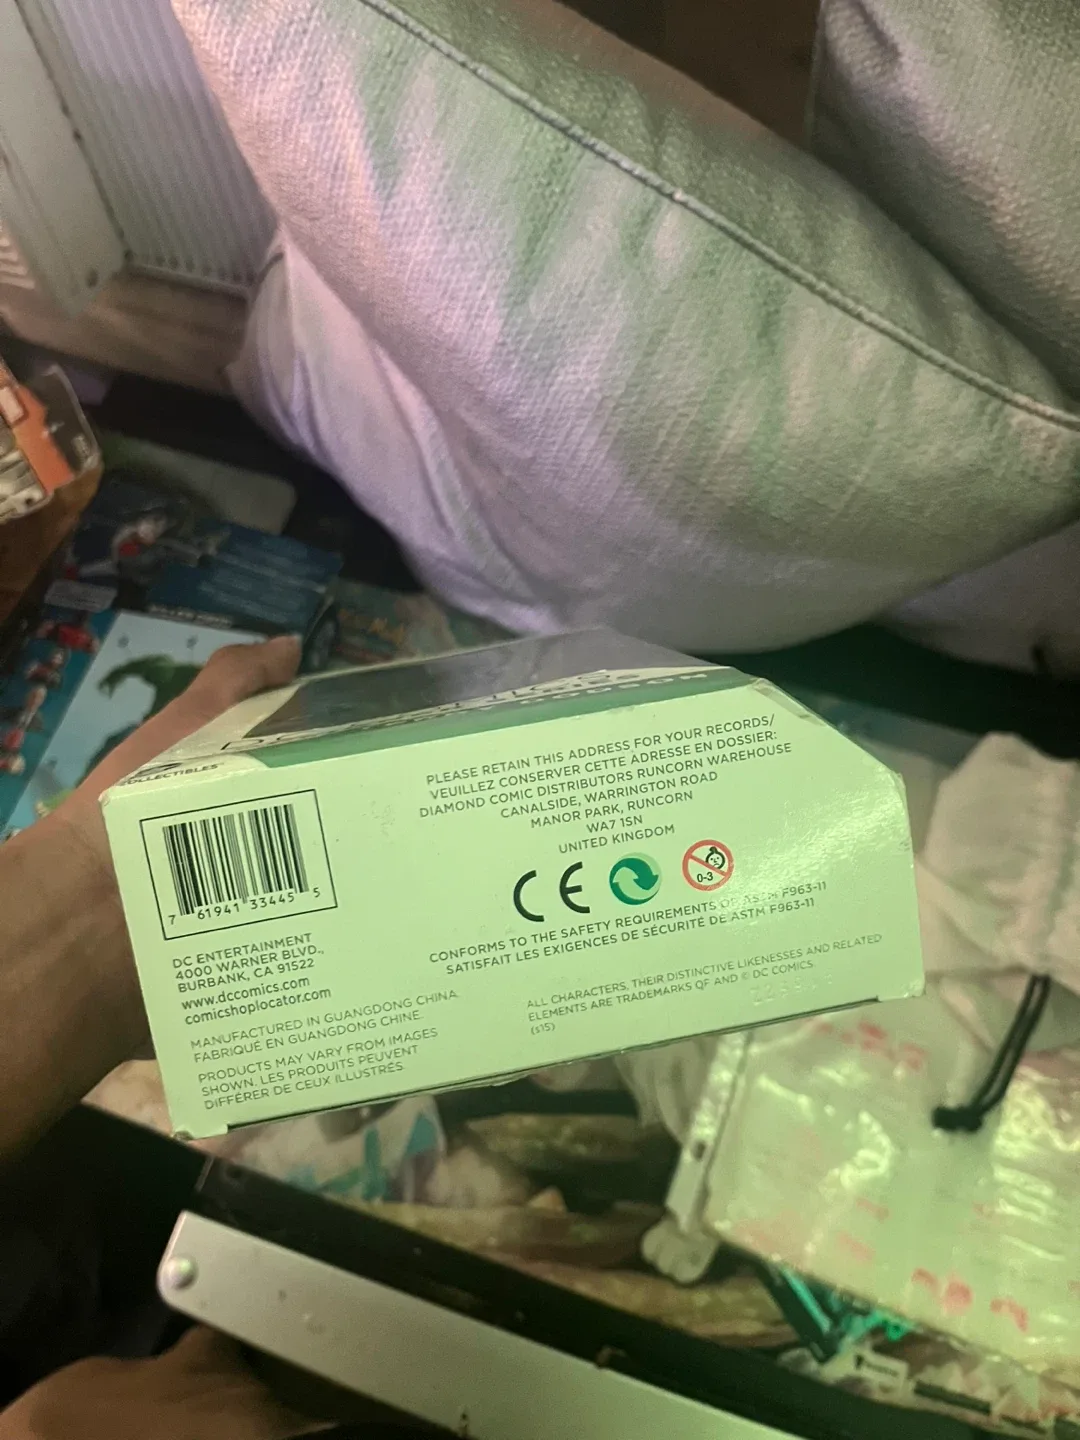 COLLECTIBLES
7 61941 33445 5
DC ENTERTAINMENT
4000 WARNER BLVD.,
BURBANK, CA 91522
www.dccomics.com
comicshoplocator.com
MANUFACTURED IN GUANGDONG CHINA.
FABRIQUÉ EN GUANGDONG CHINE.
PRODUCTS MAY VARY FROM IMAGES
SHOWN. LES PRODUITS PEUVENT
DIFFÉRER DE CEUX ILLUSTRÉS.
PLEASE RETAIN THIS ADDRESS FOR YOUR RECORDS/
VEUILLEZ CONSERVER CETTE ADRESSE EN DOSSIER:
DIAMOND COMIC DISTRIBUTORS RUNCORN WAREHOUSE
CANALSIDE, WARRINGTON ROAD
MANOR PARK, RUNCORN
WA7 1SN
UNITED KINGDOM
CE
0-3
CONFORMS TO THE SAFETY REQUIREMENTS OF ASTM F963-11
SATISFAIT LES EXIGENCES DE SÉCURITÉ DE ASTM F963-11
ALL CHARACTERS, THEIR DISTINCTIVE LIKENESSES AND RELATED
ELEMENTS ARE TRADEMARKS OF AND © DC COMICS.
(s15)